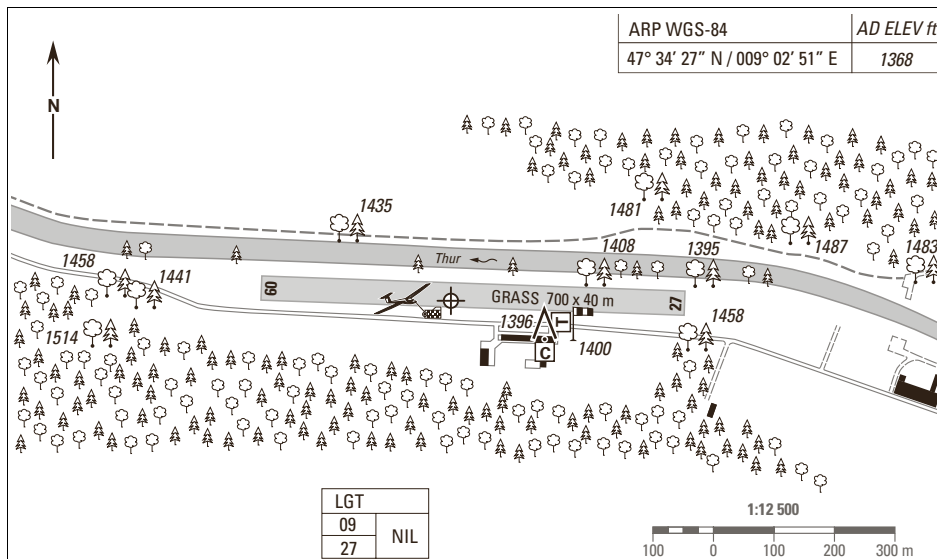 ARP WGS-84
AD ELEV ft
47° 34′ 27″ N / 009° 02′ 51″ E
1368
N
1435
1481
1487
1483
1408
1395
Thur
1458
1441
09
GRASS 700 x 40 m
27
1396
T
1458
1514
C
1400
LGT
09
27
NIL
1:12 500
100 0 100 200 300 m